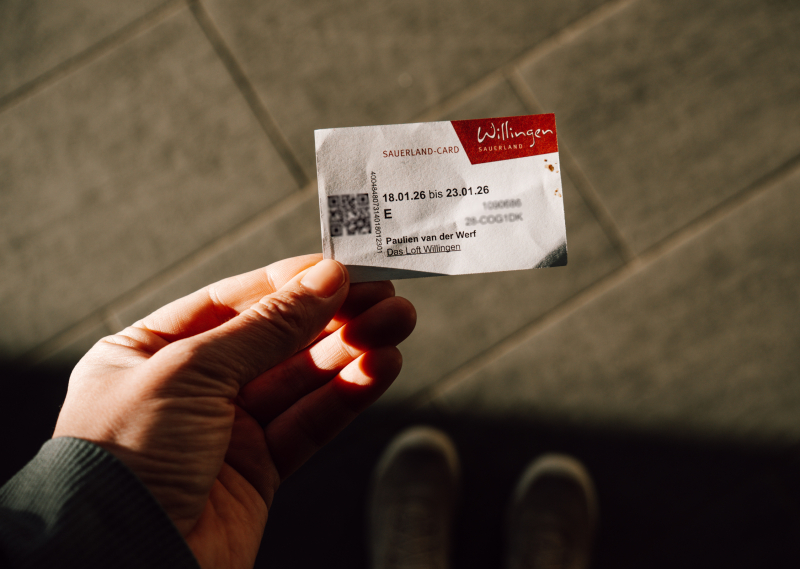 Willingen
SAUERLAND
SAUERLAND-CARD
18.01.26 bis 23.01.26
E
1090686
28-COG1DK
Paulien van der Werf
Das Loft Willingen